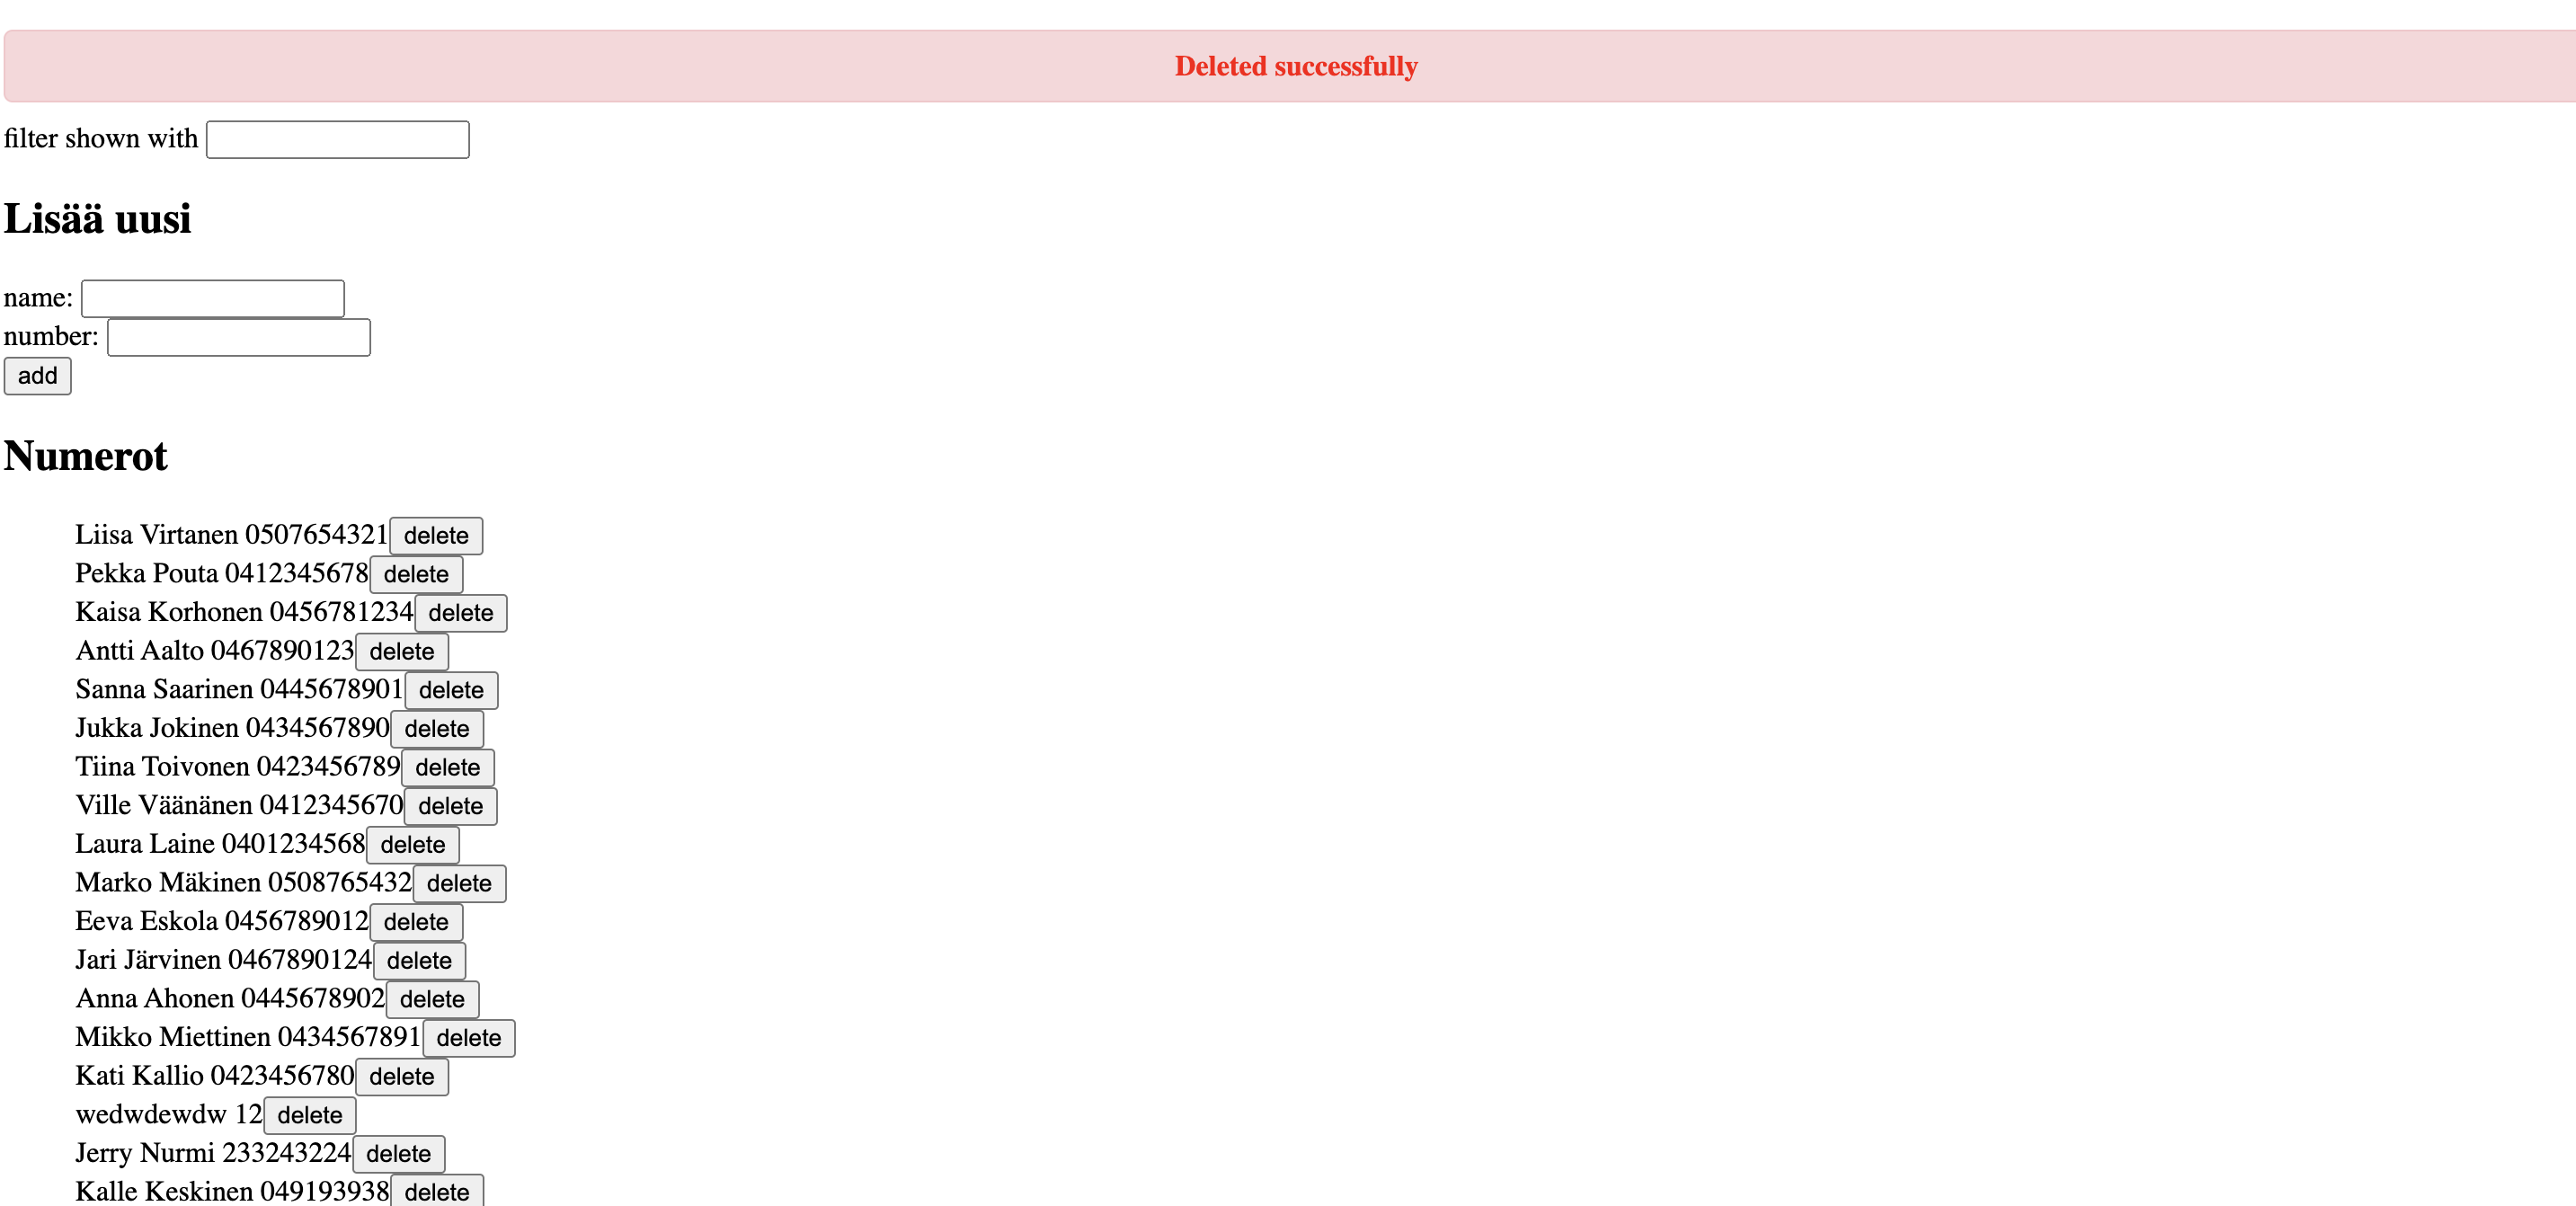 Deleted successfully
filter shown with
Lisää uusi
name:
number:
add
Numerot
Liisa Virtanen 0507654321 delete
Pekka Pouta 0412345678 delete
Kaisa Korhonen 0456781234 delete
Antti Aalto 0467890123 delete
Sanna Saarinen 0445678901 delete
Jukka Jokinen 0434567890 delete
Tiina Toivonen 0423456789 delete
Ville Väänänen 0412345670 delete
Laura Laine 0401234568 delete
Marko Mäkinen 0508765432 delete
Eeva Eskola 0456789012 delete
Jari Järvinen 0467890124 delete
Anna Ahonen 0445678902 delete
Mikko Miettinen 0434567891 delete
Kati Kallio 0423456780 delete
wedwdewdw 12 delete
Jerry Nurmi 233243224 delete
Kalle Keskinen 049193938 delete